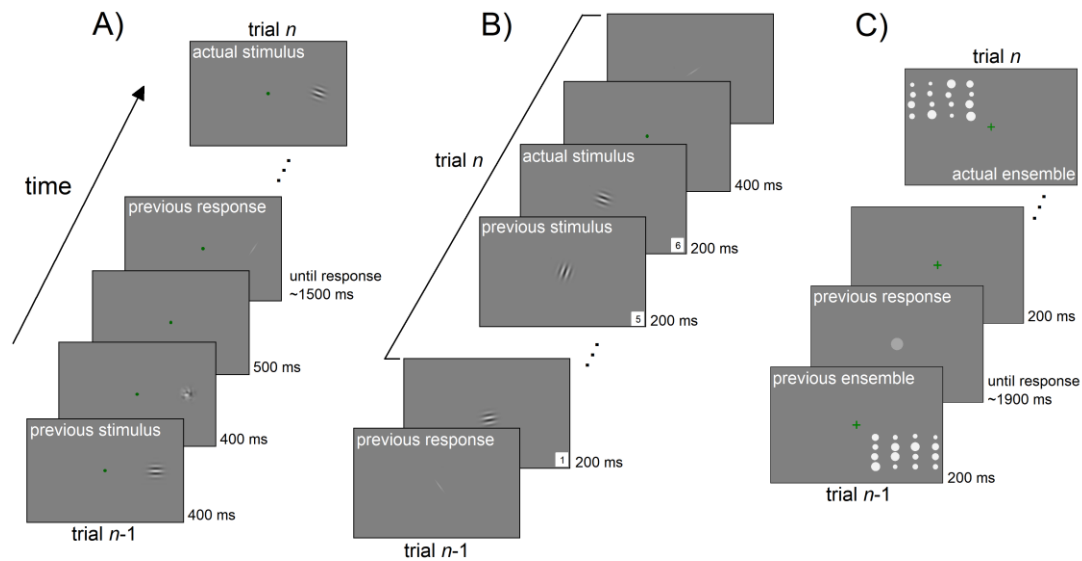 A)
trial n
actual stimulus
time
previous response
until response
~1500 ms
500 ms
400 ms
previous stimulus
400 ms
trial n-1
B)
trial n
400 ms
actual stimulus
6
200 ms
previous stimulus
5
200 ms
1
200 ms
previous response
trial n-1
C)
trial n
actual ensemble
200 ms
previous response
until response
~1900 ms
previous ensemble
200 ms
trial n-1